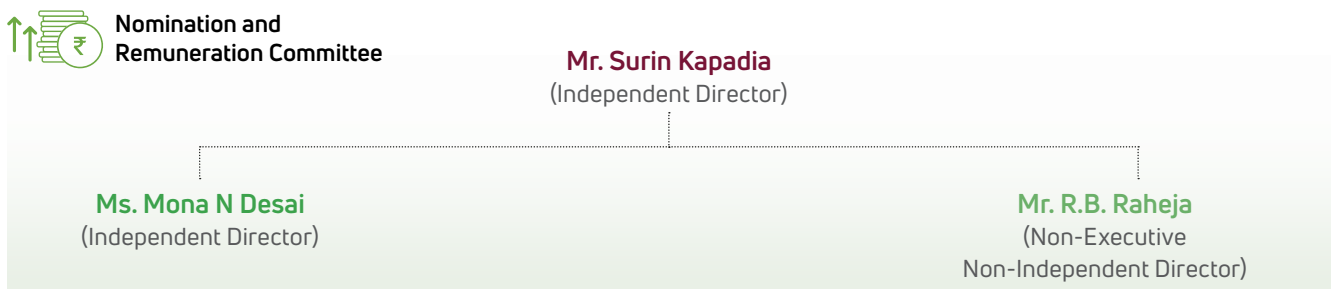 ₹
Nomination and
Remuneration Committee
Mr. Surin Kapadia
(Independent Director)
Ms. Mona N Desai
(Independent Director)
Mr. R.B. Raheja
(Non-Executive
Non-Independent Director)